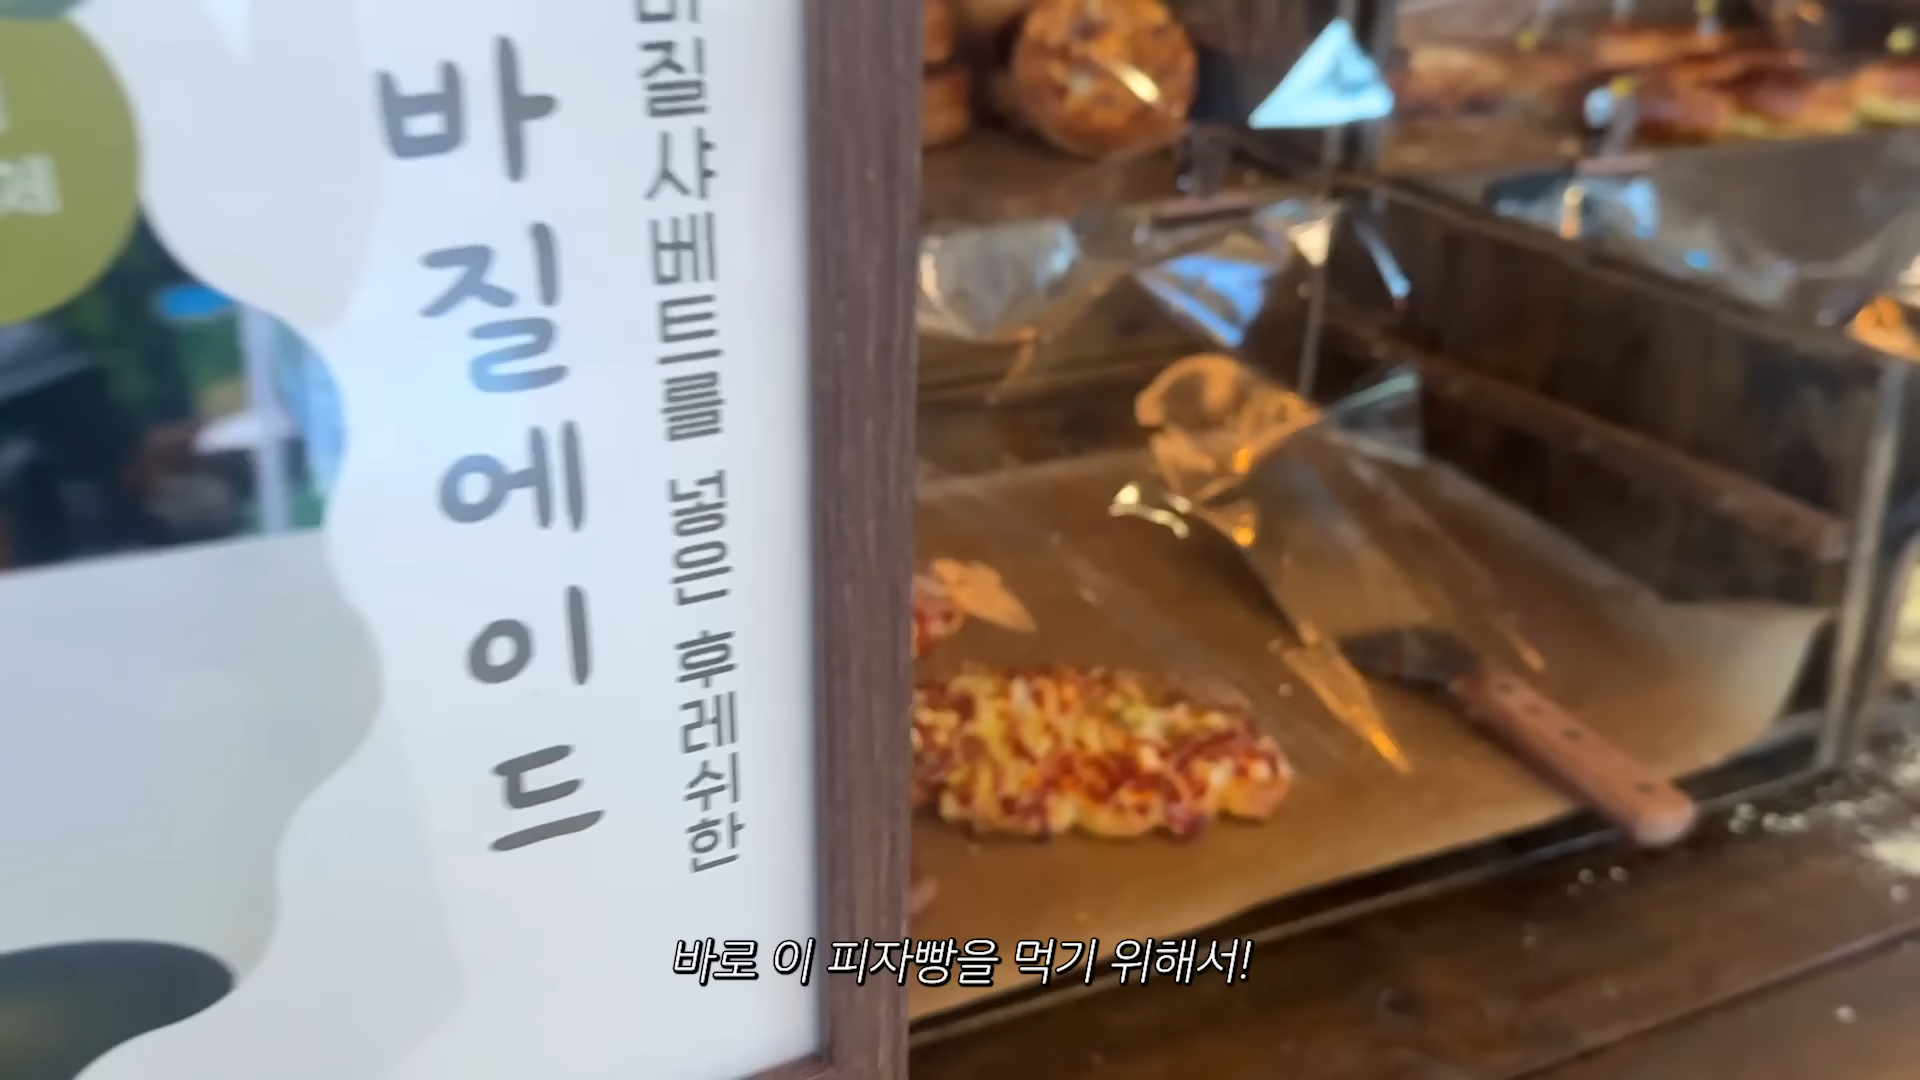 바질에이드
바질샤베트를 넣은 후레쉬한
바로 이 피자빵을 먹기 위해서!